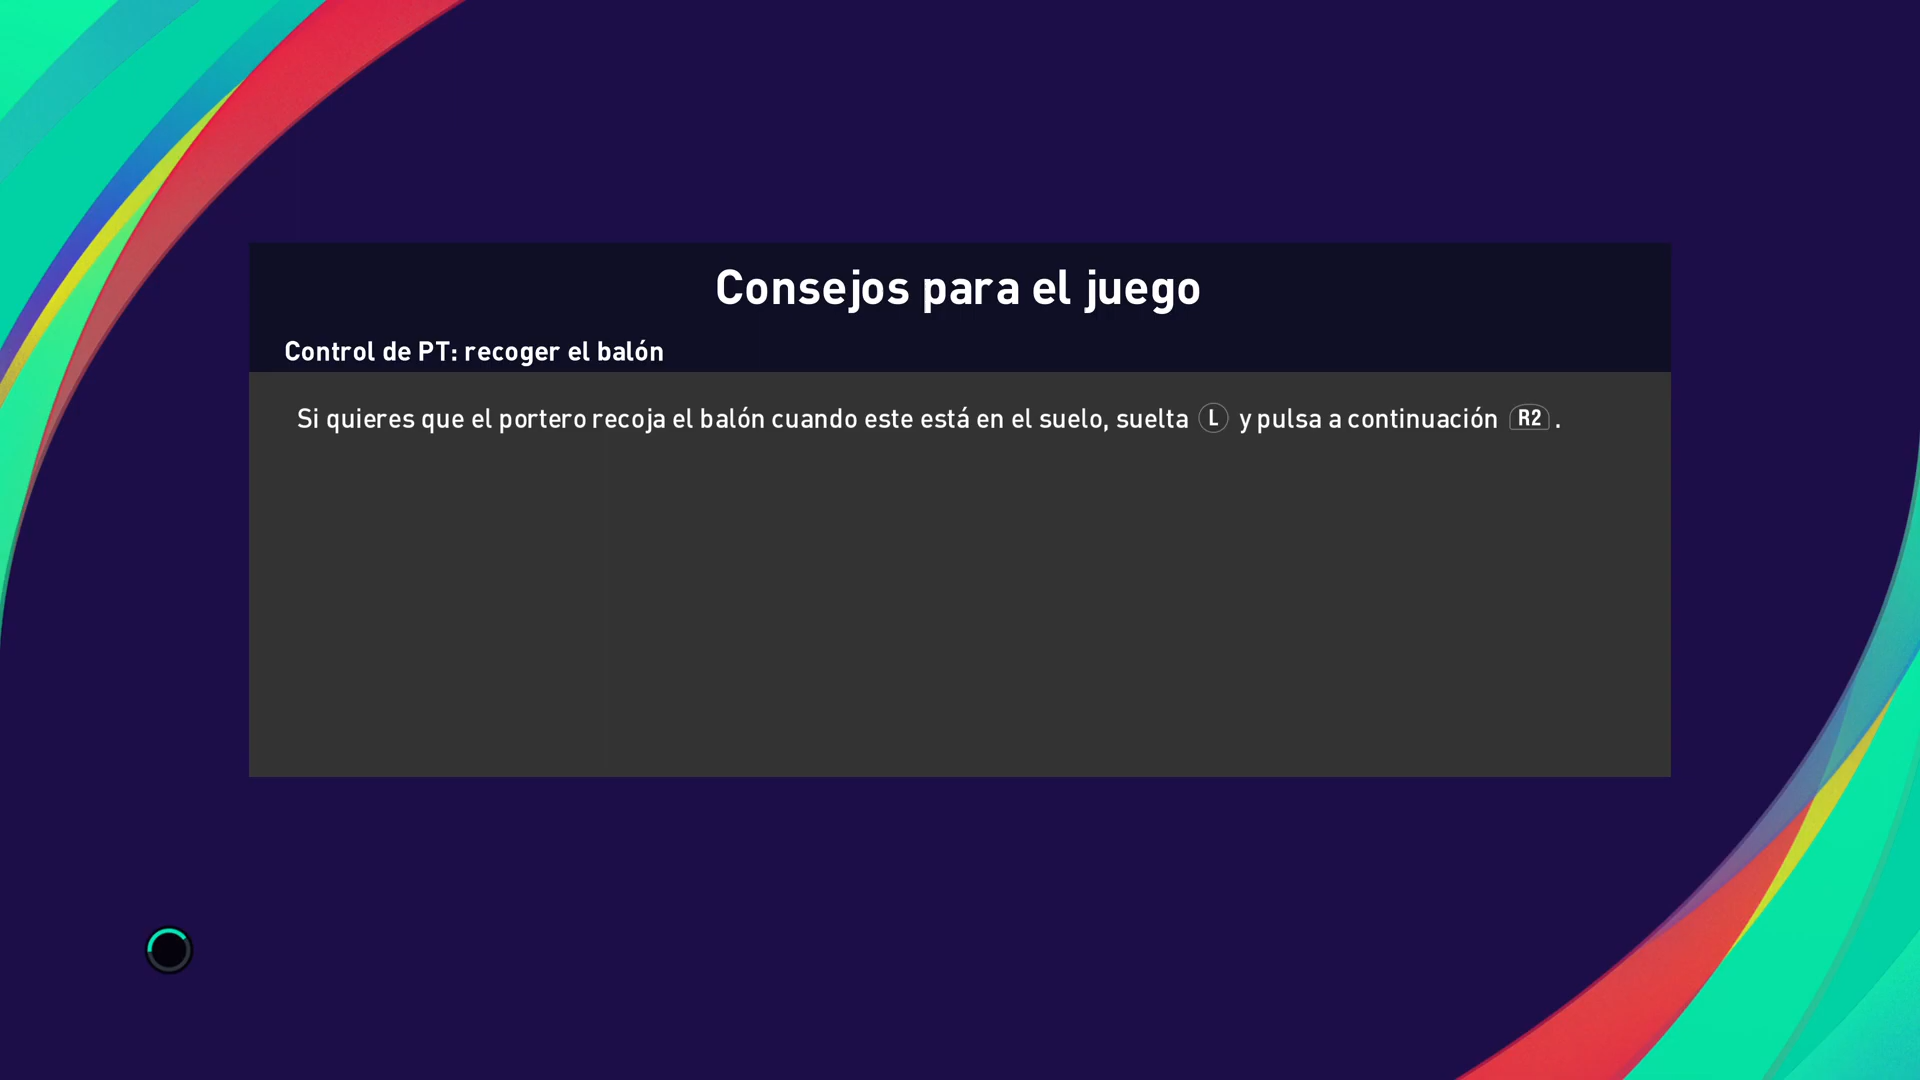 Consejos para el juego
Control de PT: recoger el balón
Si quieres que el portero recoja el balón cuando este está en el suelo, suelta L y pulsa a continuación R2.